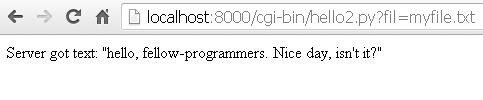 localhost:8000/cgi-bin/hello2.py?fil=myfile.txt
Server got text: "hello, fellow-programmers. Nice day, isn't it?"